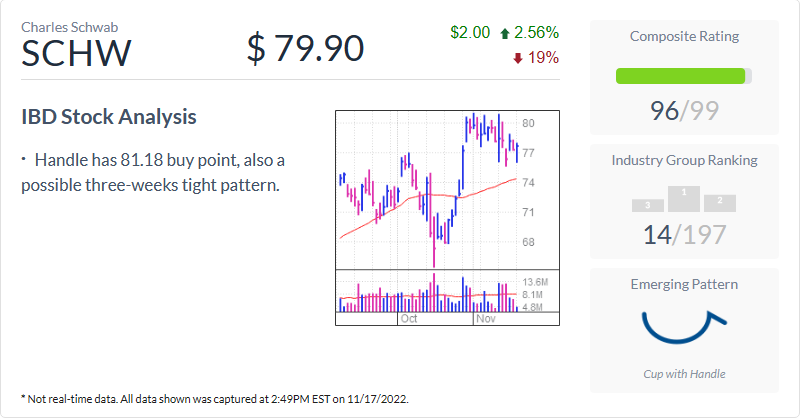 Charles Schwab
SCHW
$ 79.90
$2.00 2.56%
19%
IBD Stock Analysis
· Handle has 81.18 buy point, also a
possible three-weeks tight pattern.
80
77
74
71
68
13.6M
8.1M
4.8M
Oct Nov
Composite Rating
96/99
Industry Group Ranking
3 1 2
14/197
Emerging Pattern
Cup with Handle
* Not real-time data. All data shown was captured at 2:49PM EST on 11/17/2022.